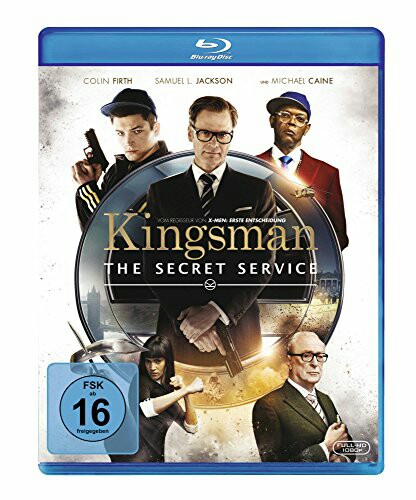 Blu-ray Disc
COLIN FIRTH SAMUEL L. JACKSON UND MICHAEL CAINE
VOM REGISSEUR VON X-MEN: ERSTE ENTSCHEIDUNG
Kingsman
THE SECRET SERVICE
FSK
ab
16
freigegeben
FULL-HD
1080p